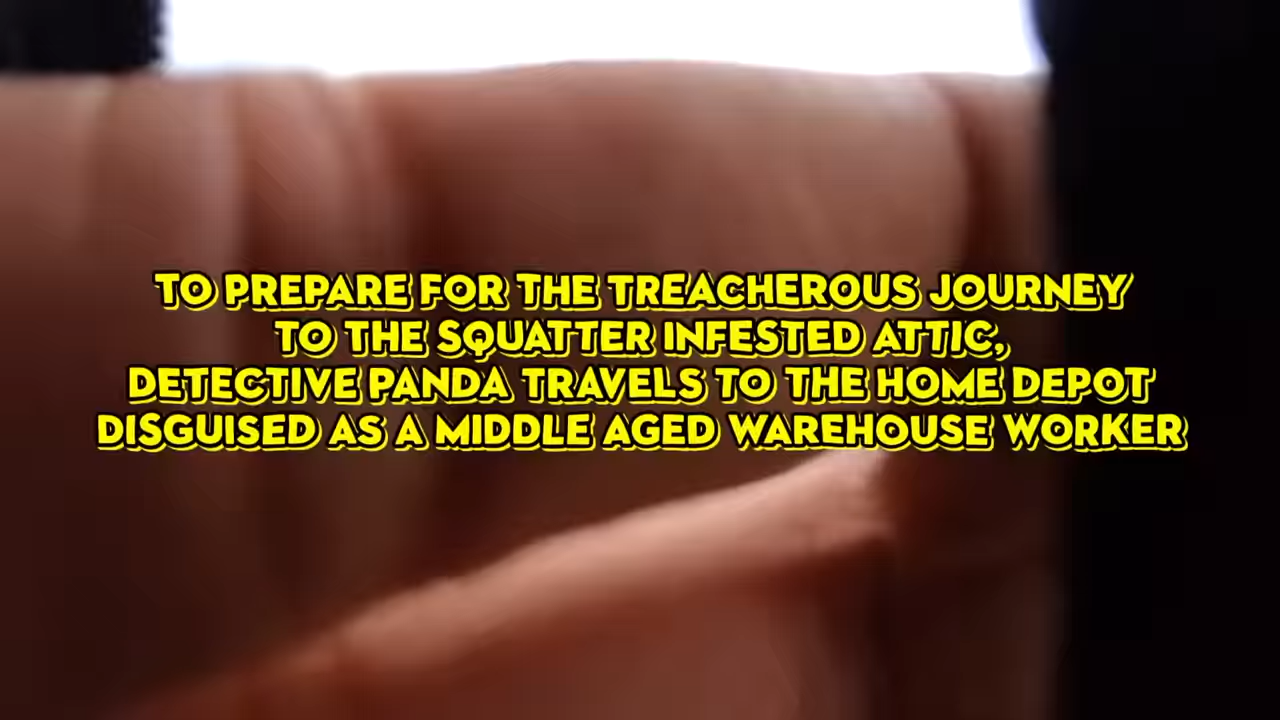 TO PREPARE FOR THE TREACHEROUS JOURNEY
TO THE SQUATTER INFESTED ATTIC,
DETECTIVE PANDA TRAVELS TO THE HOME DEPOT
DISGUISED AS A MIDDLE AGED WAREHOUSE WORKER